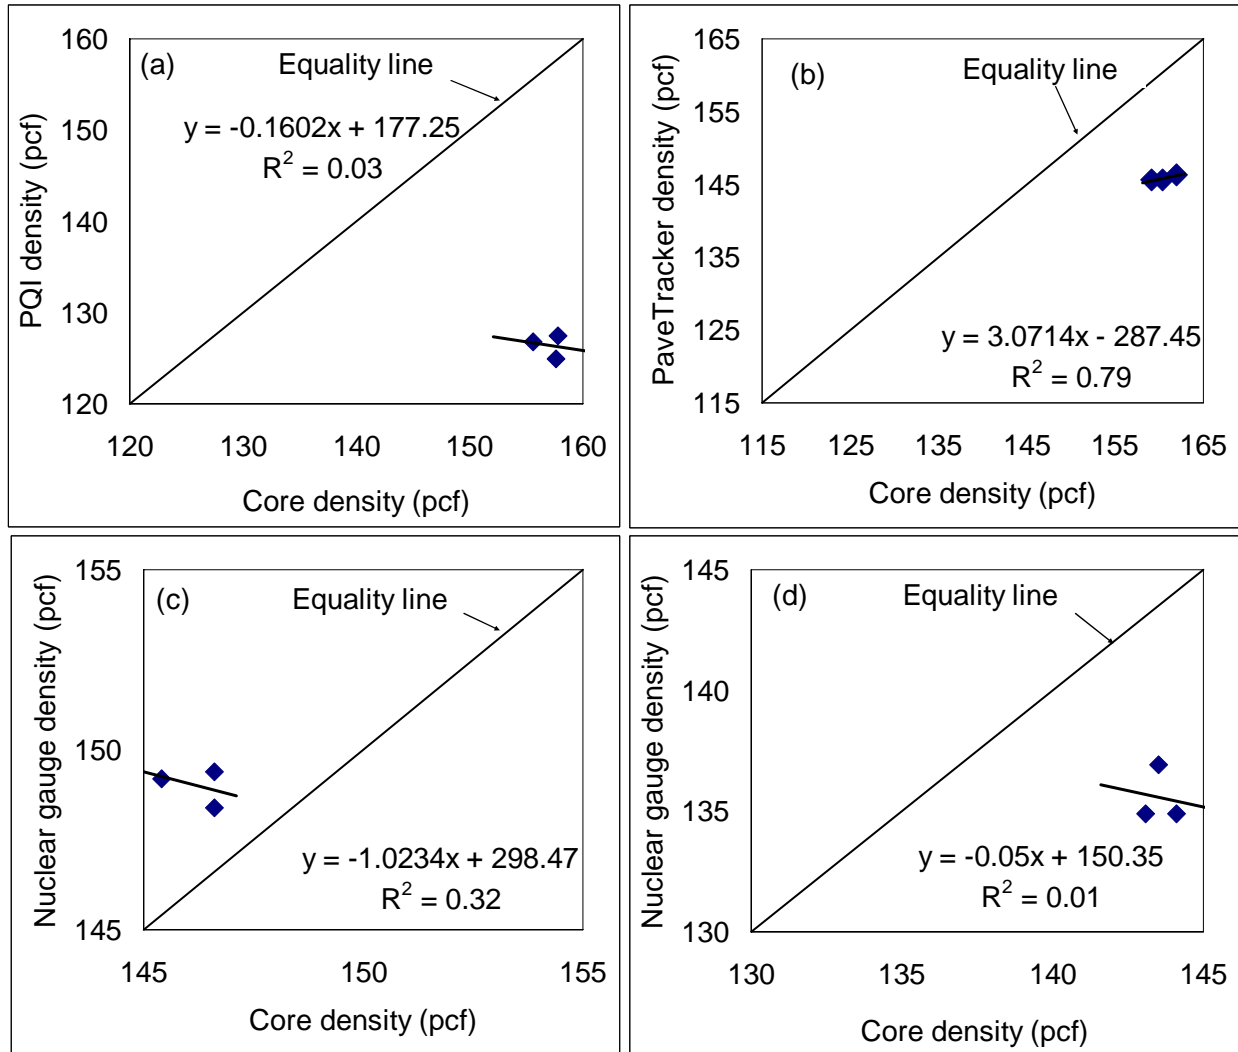 160
(a)
Equality line
150
y = -0.1602x + 177.25
R² = 0.03
140
130
120
120 130 140 150 160
PQI density (pcf)
Core density (pcf)
165
(b)
Equality line
155
145
135
125
y = 3.0714x - 287.45
R² = 0.79
115
115 125 135 145 155 165
PaveTracker density (pcf)
Core density (pcf)
155
(c)
Equality line
150
y = -1.0234x + 298.47
R² = 0.32
145
145 150 155
Nuclear gauge density (pcf)
Core density (pcf)
145
(d)
Equality line
140
135
y = -0.05x + 150.35
R² = 0.01
130
130 135 140 145
Nuclear gauge density (pcf)
Core density (pcf)